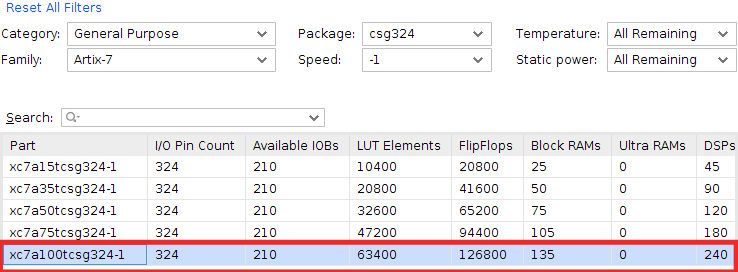 Reset All Filters
Category: General Purpose Package: csg324 Temperature: All Remaining
Family: Artix-7 Speed: -1 Static power: All Remaining
Search:
Part I/O Pin Count Available IOBs LUT Elements FlipFlops Block RAMs Ultra RAMs DSPs
xc7a15tcsg324-1 324 210 10400 20800 25 0 45
xc7a35tcsg324-1 324 210 20800 41600 50 0 90
xc7a50tcsg324-1 324 210 32600 65200 75 0 120
xc7a75tcsg324-1 324 210 47200 94400 105 0 180
xc7a100tcsg324-1 324 210 63400 126800 135 0 240